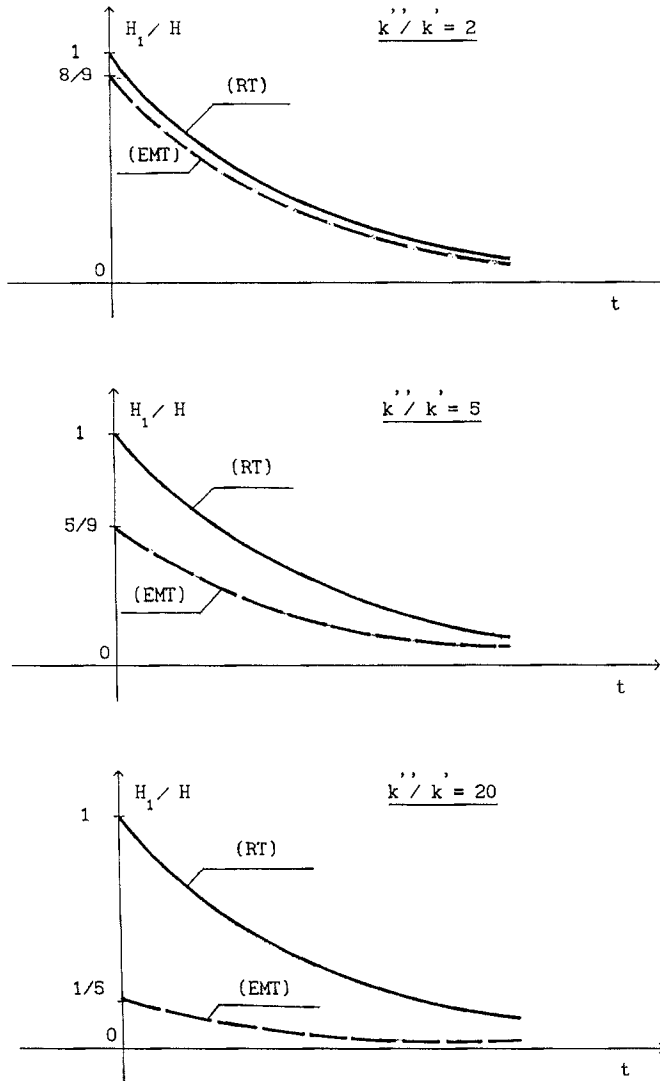 H₁/ H
k''/ k' = 2
1
8/9
(RT)
(EMT)
0
t
H₁/ H
k''/ k' = 5
1
(RT)
5/9
(EMT)
0
t
H₁/ H
k''/ k' = 20
1
(RT)
1/5
(EMT)
0
t